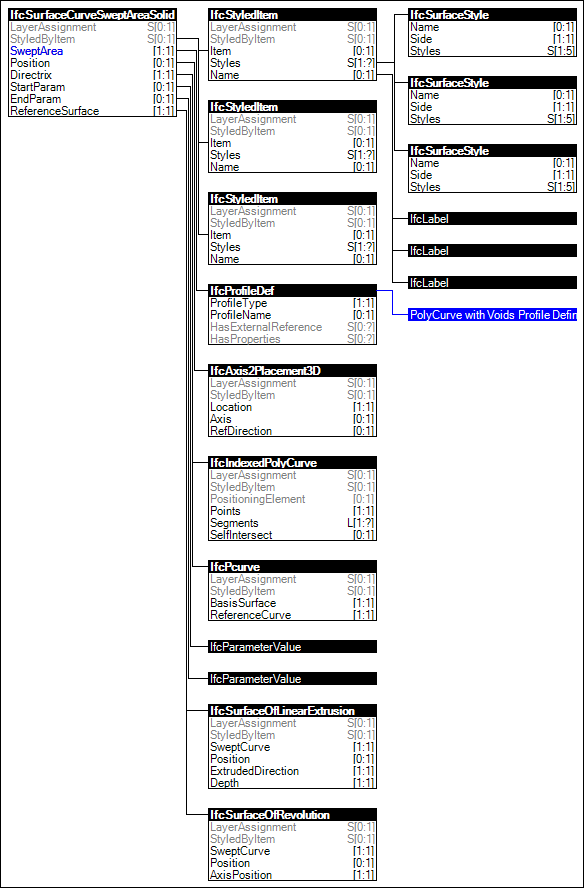 IfcSurfaceCurveSweptAreaSolid
LayerAssignment S[0:1]
StyledByItem S[0:1]
SweptArea [1:1]
Position [0:1]
Directrix [1:1]
StartParam [0:1]
EndParam [0:1]
ReferenceSurface [1:1]
IfcStyledItem
LayerAssignment S[0:1]
StyledByItem S[0:1]
Item [0:1]
Styles S[1:?]
Name [0:1]
IfcStyledItem
LayerAssignment S[0:1]
StyledByItem S[0:1]
Item [0:1]
Styles S[1:?]
Name [0:1]
IfcStyledItem
LayerAssignment S[0:1]
StyledByItem S[0:1]
Item [0:1]
Styles S[1:?]
Name [0:1]
IfcProfileDef
ProfileType [1:1]
ProfileName [0:1]
HasExternalReference S[0:?]
HasProperties S[0:?]
IfcAxis2Placement3D
LayerAssignment S[0:1]
StyledByItem S[0:1]
Location [1:1]
Axis [0:1]
RefDirection [0:1]
IfcIndexedPolyCurve
LayerAssignment S[0:1]
StyledByItem S[0:1]
PositioningElement [0:1]
Points [1:1]
Segments L[1:?]
SelfIntersect [0:1]
IfcPcurve
LayerAssignment S[0:1]
StyledByItem S[0:1]
BasisSurface [1:1]
ReferenceCurve [1:1]
IfcParameterValue
IfcParameterValue
IfcSurfaceOfLinearExtrusion
LayerAssignment S[0:1]
StyledByItem S[0:1]
SweptCurve [1:1]
Position [0:1]
ExtrudedDirection [1:1]
Depth [1:1]
IfcSurfaceOfRevolution
LayerAssignment S[0:1]
StyledByItem S[0:1]
SweptCurve [1:1]
Position [0:1]
AxisPosition [1:1]
IfcSurfaceStyle
Name [0:1]
Side [1:1]
Styles S[1:5]
IfcSurfaceStyle
Name [0:1]
Side [1:1]
Styles S[1:5]
IfcSurfaceStyle
Name [0:1]
Side [1:1]
Styles S[1:5]
IfcLabel
IfcLabel
IfcLabel
PolyCurve with Voids Profile Defin